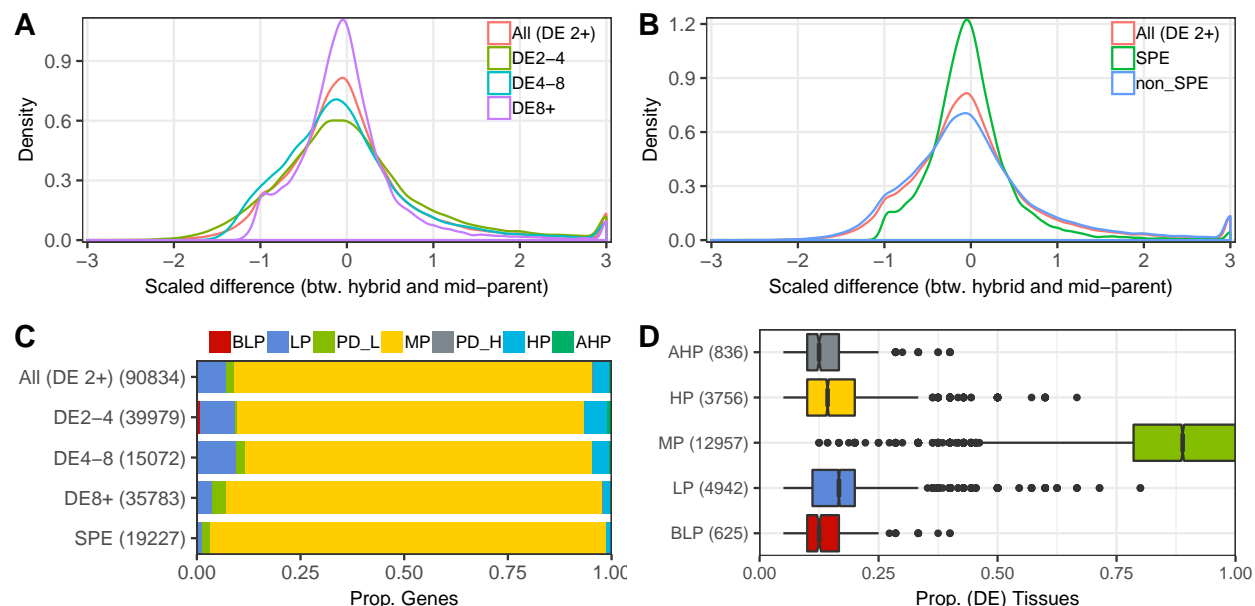 A
Density
0.0
0.3
0.6
0.9
All (DE 2+)
DE2−4
DE4−8
DE8+
−3 −2 −1 0 1 2 3
Scaled difference (btw. hybrid and mid−parent)
B
Density
0.0
0.3
0.6
0.9
1.2
All (DE 2+)
SPE
non_SPE
−3 −2 −1 0 1 2 3
Scaled difference (btw. hybrid and mid−parent)
C
BLP LP PD_L MP PD_H HP AHP
All (DE 2+) (90834)
DE2−4 (39979)
DE4−8 (15072)
DE8+ (35783)
SPE (19227)
0.00 0.25 0.50 0.75 1.00
Prop. Genes
D
AHP (836)
HP (3756)
MP (12957)
LP (4942)
BLP (625)
0.00 0.25 0.50 0.75 1.00
Prop. (DE) Tissues